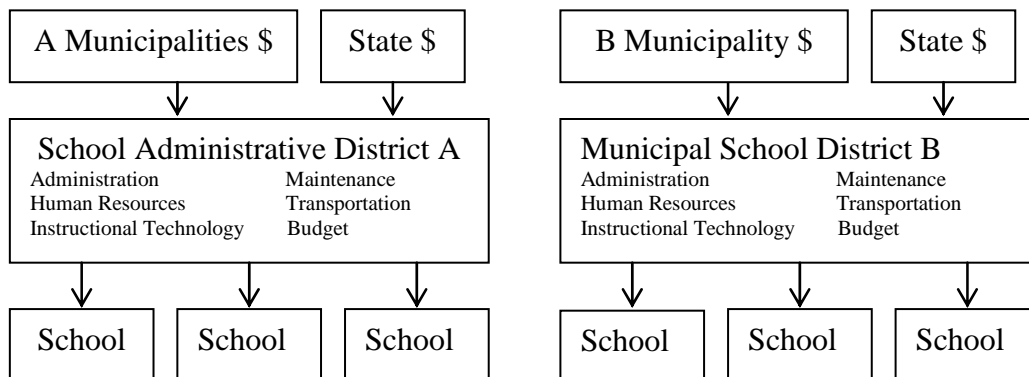 A Municipalities $
State $
B Municipality $
State $
School Administrative District A
Administration Maintenance
Human Resources Transportation
Instructional Technology Budget
Municipal School District B
Administration Maintenance
Human Resources Transportation
Instructional Technology Budget
School
School
School
School
School
School